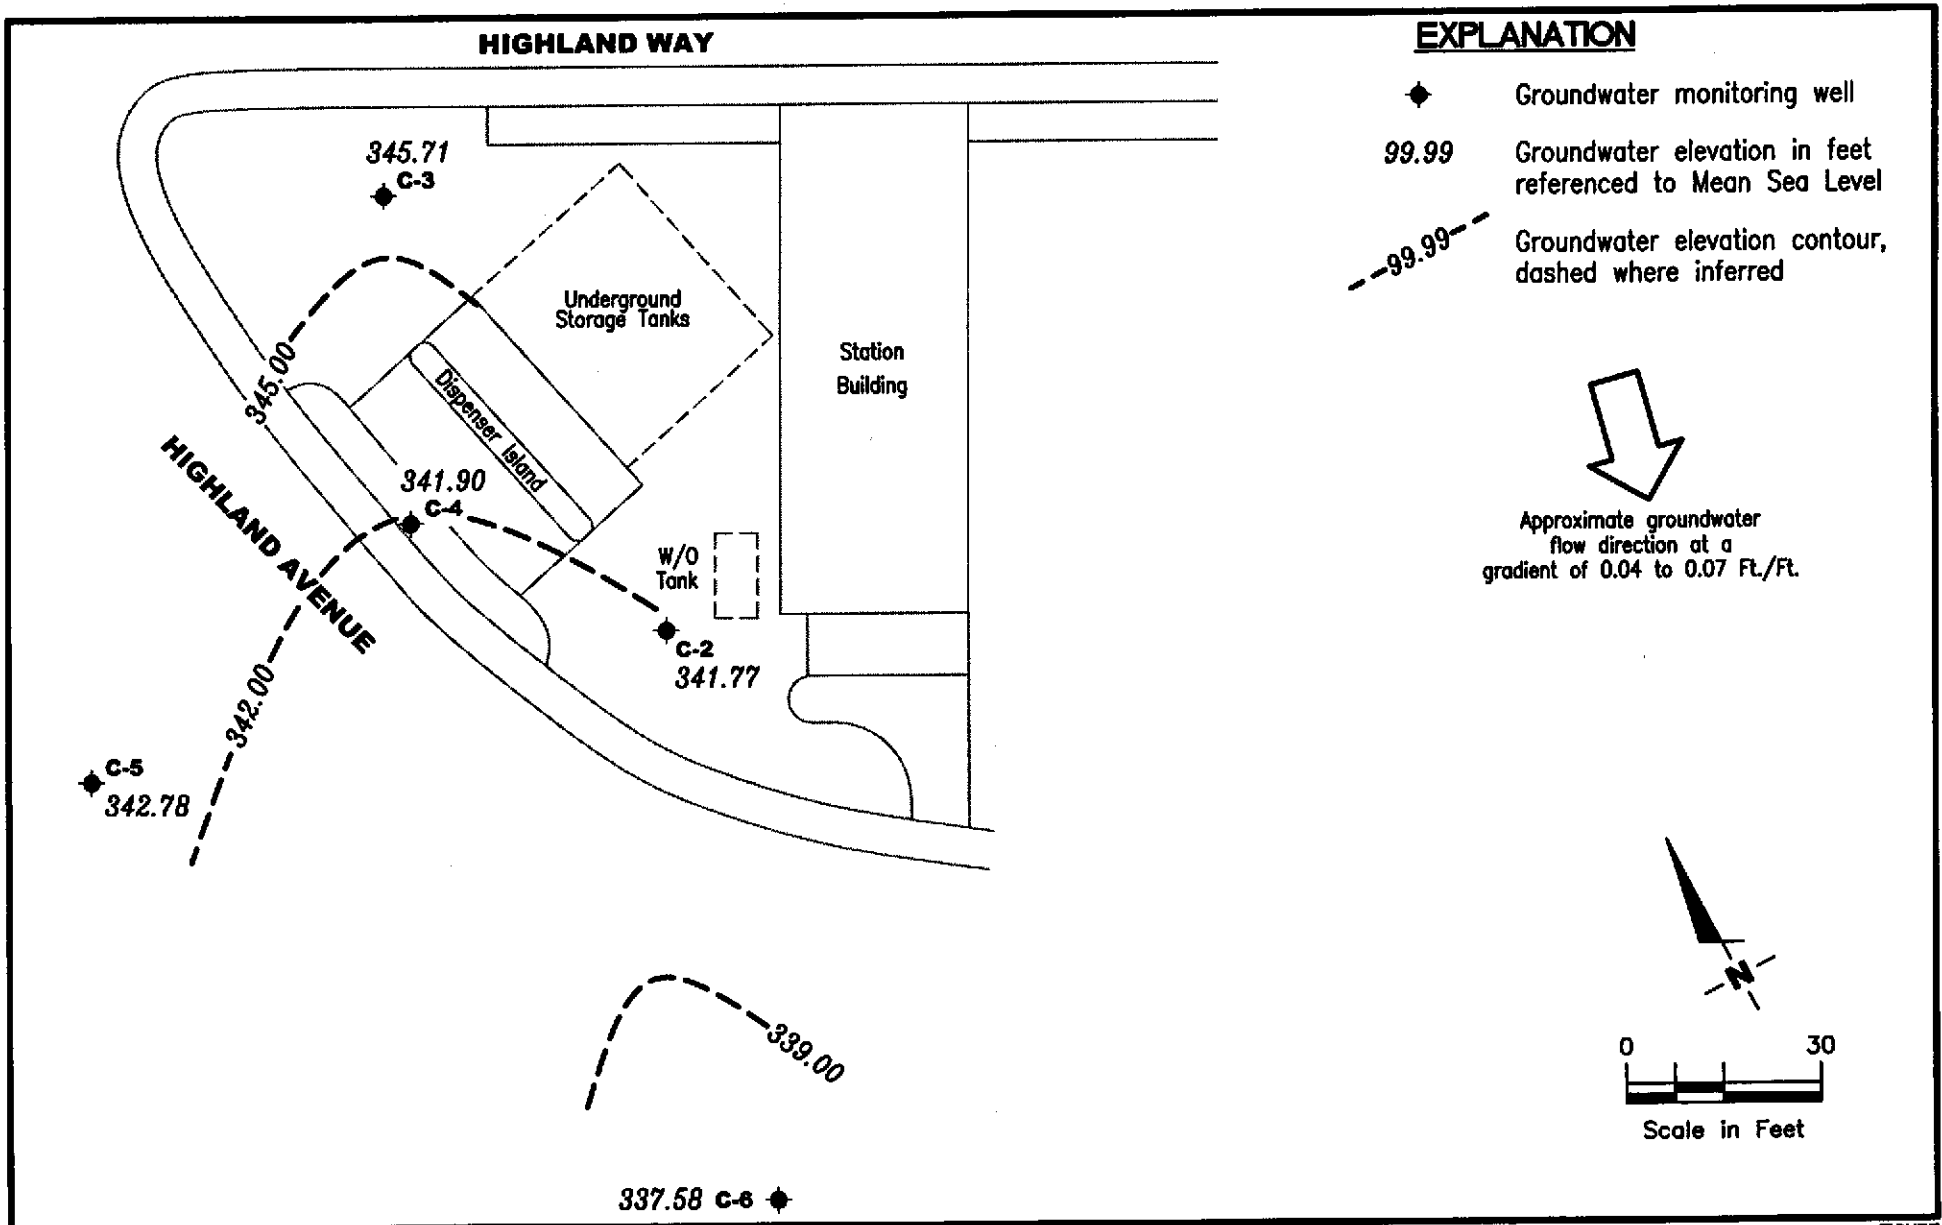 HIGHLAND WAY
EXPLANATION
Groundwater monitoring well
99.99
Groundwater elevation in feet
referenced to Mean Sea Level
99.99
Groundwater elevation contour,
dashed where inferred
345.71
C-3
Underground
Storage Tanks
Station
Building
345.00
Dispenser Island
HIGHLAND AVENUE
341.90
C-4
W/O
Tank
C-2
341.77
342.00
C-5
342.78
Approximate groundwater
flow direction at a
gradient of 0.04 to 0.07 Ft./Ft.
339.00
N
0 30
Scale in Feet
337.58 C-6